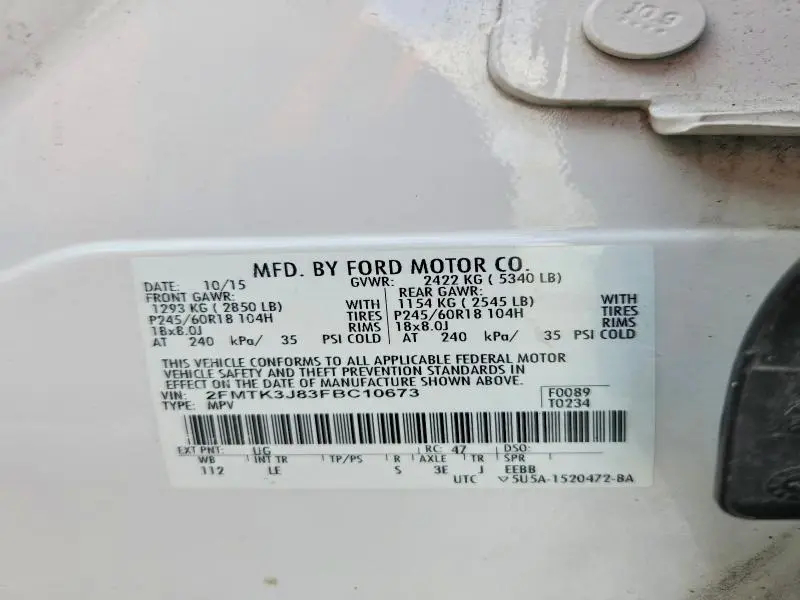 10.9
MFD. BY FORD MOTOR CO.
DATE: 10/15 GVWR: 2422 KG ( 5340 LB)
FRONT GAWR: REAR GAWR:
1293 KG ( 2850 LB) WITH 1154 KG ( 2545 LB) WITH
P245/60R18 104H TIRES P245/60R18 104H TIRES
18x8.0J RIMS 18x8.0J RIMS
AT 240 kPa/ 35 PSI COLD AT 240 kPa/ 35 PSI COLD
THIS VEHICLE CONFORMS TO ALL APPLICABLE FEDERAL MOTOR
VEHICLE SAFETY AND THEFT PREVENTION STANDARDS IN
EFFECT ON THE DATE OF MANUFACTURE SHOWN ABOVE.
VIN: 2FMTK3J83FBC10673 F0089
TYPE: MPV T0234
EXT PNT: UG RC: 47 DSO:
WB INT TR TP/PS R AXLE TR SPR
112 LE S 3E J EEBB
UTC ▽5U5A-1520472-BA